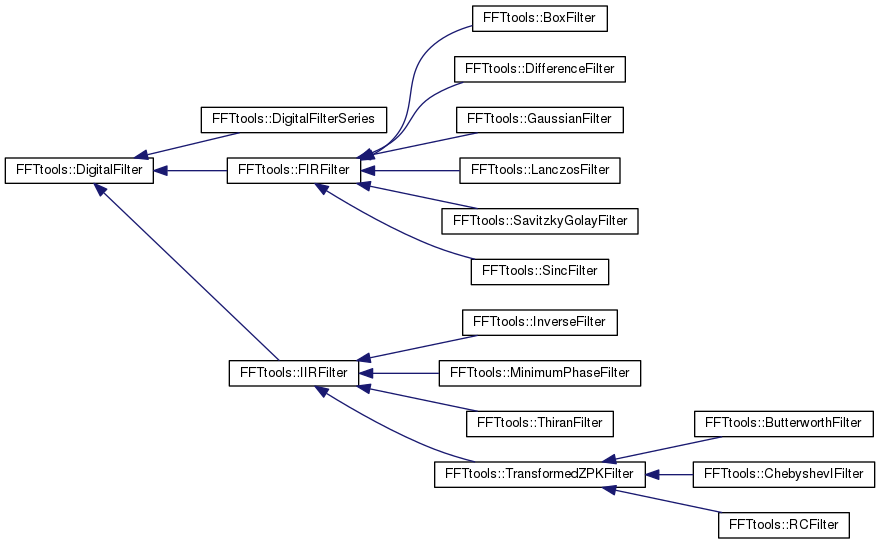 FFTtools::BoxFilter
FFTtools::DifferenceFilter
FFTtools::DigitalFilterSeries
FFTtools::GaussianFilter
FFTtools::DigitalFilter
FFTtools::FIRFilter
FFTtools::LanczosFilter
FFTtools::SavitzkyGolayFilter
FFTtools::SincFilter
FFTtools::InverseFilter
FFTtools::IIRFilter
FFTtools::MinimumPhaseFilter
FFTtools::ThiranFilter
FFTtools::ButterworthFilter
FFTtools::TransformedZPKFilter
FFTtools::ChebyshevIFilter
FFTtools::RCFilter